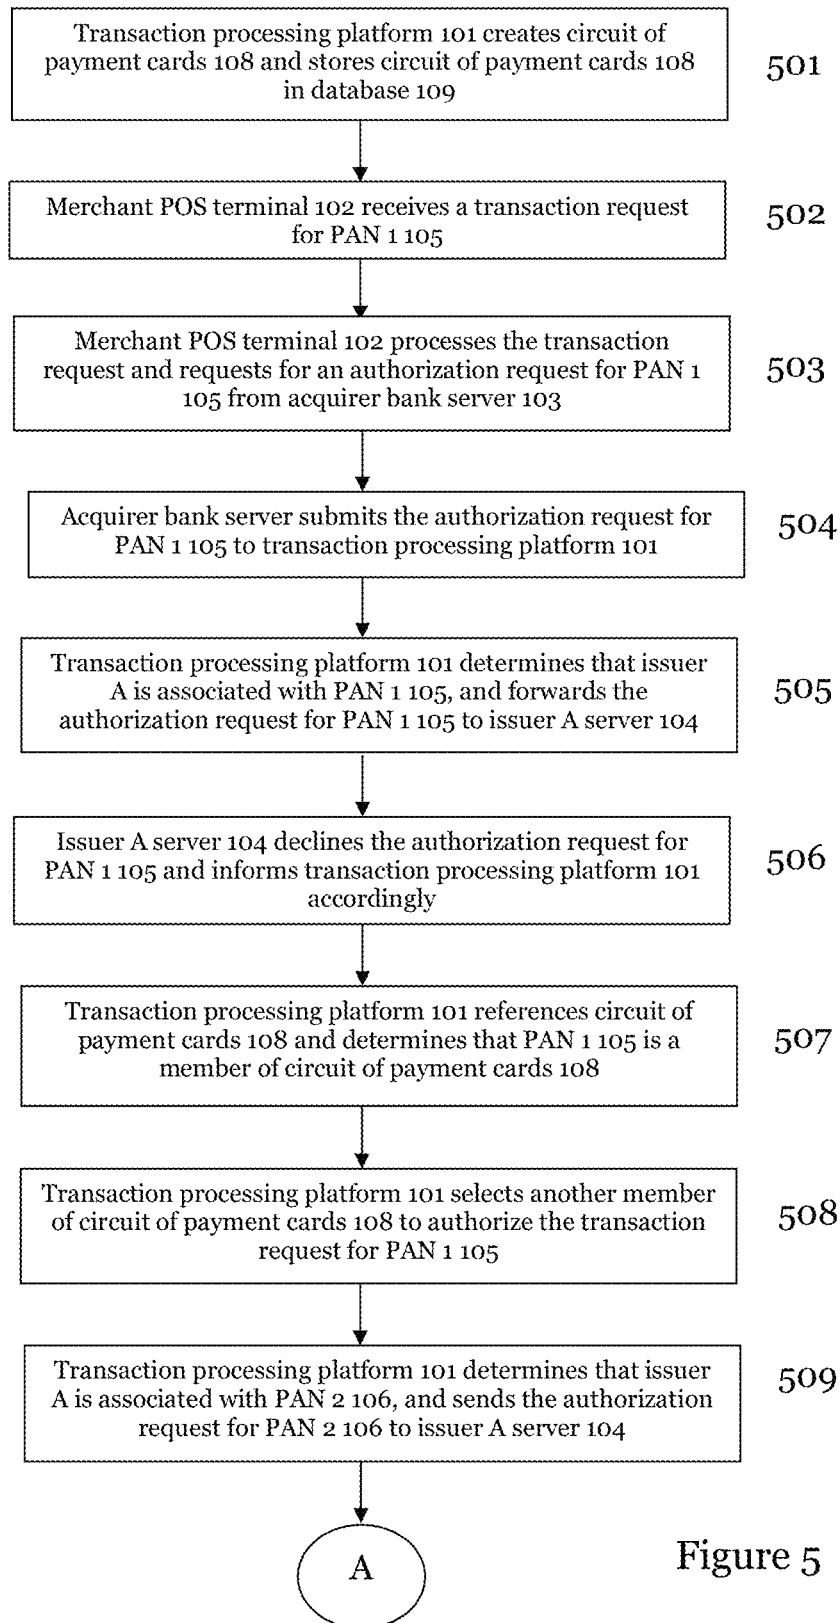 Transaction processing platform 101 creates circuit of
payment cards 108 and stores circuit of payment cards 108
in database 109
501
Merchant POS terminal 102 receives a transaction request
for PAN 1 105
502
Merchant POS terminal 102 processes the transaction
request and requests for an authorization request for PAN 1
105 from acquirer bank server 103
503
Acquirer bank server submits the authorization request for
PAN 1 105 to transaction processing platform 101
504
Transaction processing platform 101 determines that issuer
A is associated with PAN 1 105, and forwards the
authorization request for PAN 1 105 to issuer A server 104
505
Issuer A server 104 declines the authorization request for
PAN 1 105 and informs transaction processing platform 101
accordingly
506
Transaction processing platform 101 references circuit of
payment cards 108 and determines that PAN 1 105 is a
member of circuit of payment cards 108
507
Transaction processing platform 101 selects another member
of circuit of payment cards 108 to authorize the transaction
request for PAN 1 105
508
Transaction processing platform 101 determines that issuer
A is associated with PAN 2 106, and sends the authorization
request for PAN 2 106 to issuer A server 104
509
A
Figure 5